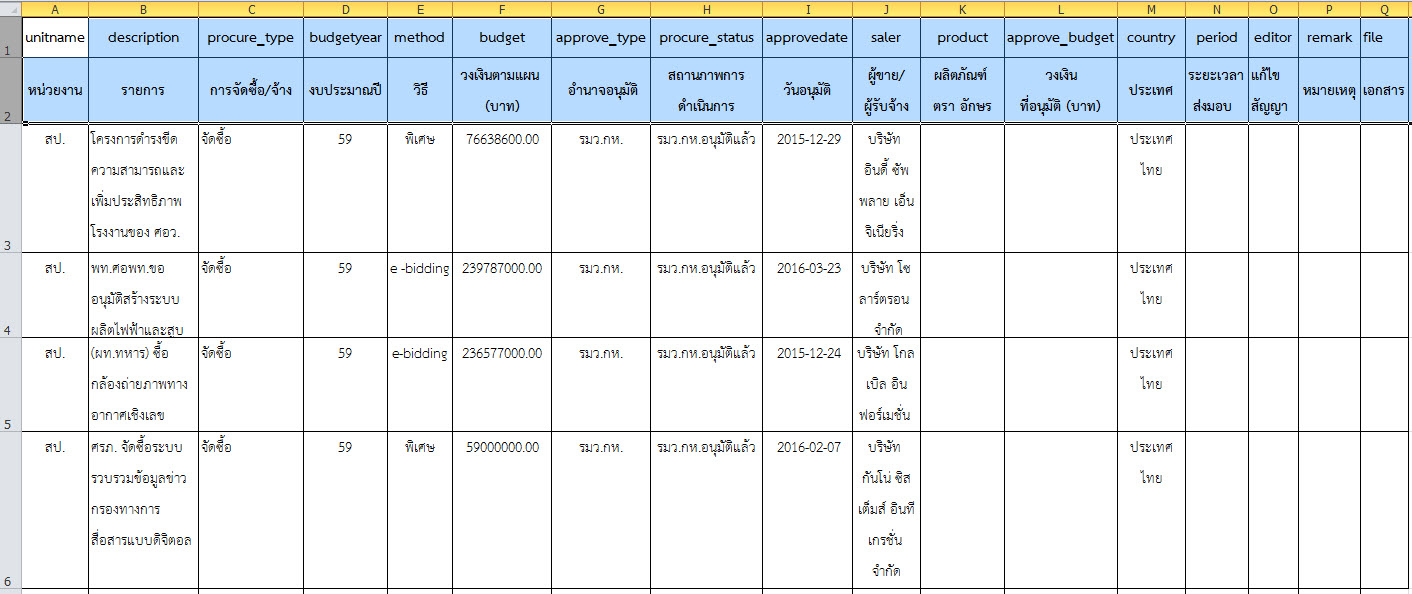 A B C D E F G H I J K L M N O P Q
1 unitname description procure_type budgetyear method budget approve_type procure_status approvedate saler product approve_budget country period editor remark file
2 หน่วยงาน รายการ การจัดซื้อ/จ้าง งบประมาณปี วิธี วงเงินตามแผน (บาท) อำนาจอนุมัติ สถานภาพการ ดำเนินการ วันอนุมัติ ผู้ขาย/ ผู้รับจ้าง ผลิตภัณฑ์ ตรา อักษร วงเงิน ที่อนุมัติ (บาท) ประเทศ ระยะเวลา ส่งมอบ แก้ไข สัญญา หมายเหตุ เอกสาร
3 สป. โครงการดำรงขีด จัดซื้อ 59 พิเศษ 76638600.00 รมว.กห. รมว.กห.อนุมัติแล้ว 2015-12-29 บริษัท ประเทศ
ความสามารถและ อินดี้ ซัพ ไทย
เพิ่มประสิทธิภาพ พลาย เอ็น
โรงงานของ ศอว. จิเนียริ่ง
4 สป. พท.ศอพท.ขอ จัดซื้อ 59 e -bidding 239787000.00 รมว.กห. รมว.กห.อนุมัติแล้ว 2016-03-23 บริษัท โซ ประเทศ
อนุมัติสร้างระบบ ลาร์ตรอน ไทย
ผลิตไฟฟ้าและสูบ จำกัด
5 สป. (ผท.ทหาร) ซื้อ จัดซื้อ 59 e-bidding 236577000.00 รมว.กห. รมว.กห.อนุมัติแล้ว 2015-12-24 บริษัท โกล ประเทศ
กล้องถ่ายภาพทาง เบิล อิน ไทย
อากาศเชิงเลข ฟอร์เมชั่น
6 สป. ศรภ. จัดซื้อระบบ จัดซื้อ 59 พิเศษ 59000000.00 รมว.กห. รมว.กห.อนุมัติแล้ว 2016-02-07 บริษัท ประเทศ
รวบรวมข้อมูลข่าว กันโน่ ซิส ไทย
กรองทางการ เต็มส์ อินที
สื่อสารแบบดิจิตอล เกรชั่น
จำกัด